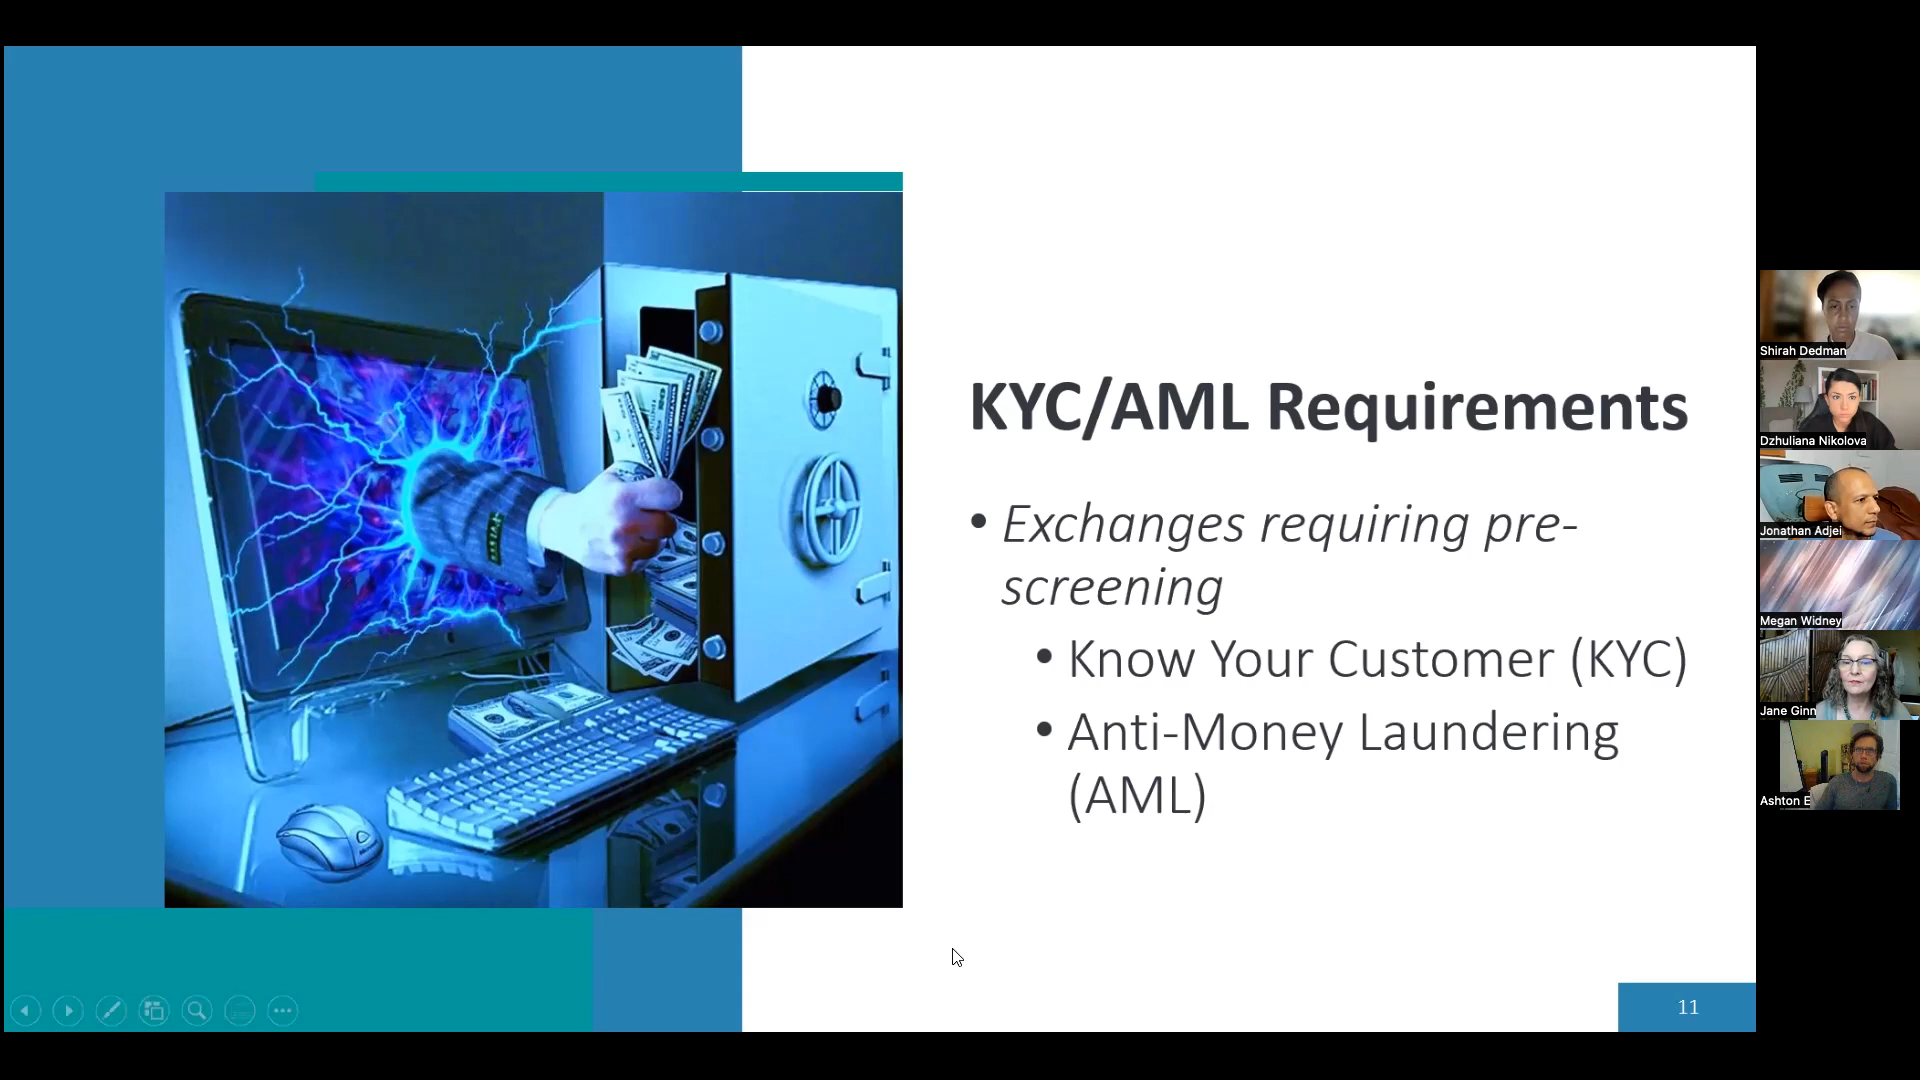 KYC/AML Requirements
• Exchanges requiring pre-
screening
• Know Your Customer (KYC)
• Anti-Money Laundering
(AML)
11
Shirah Dedman
Dzhuliana Nikolova
Jonathan Adjei
Megan Widney
Jane Ginn
Ashton E